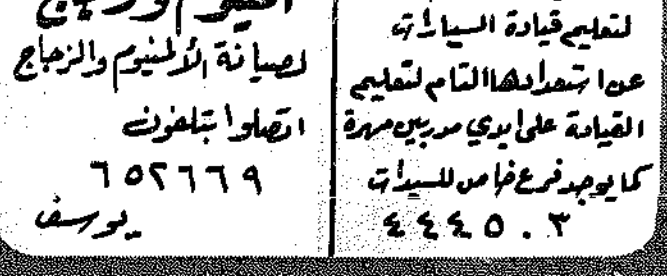 لتعليم قيادة السيارات
عن استعدادها التام لتعليم
القيادة على ايدي مدربين مهرة
كما يوجد فرع خاص للسيدات
٤٤٤٥٠٣
لصيانة الألمنيوم والزجاج
اتصلوا بتلفون
٦٥٢٦٦٩
يوسف